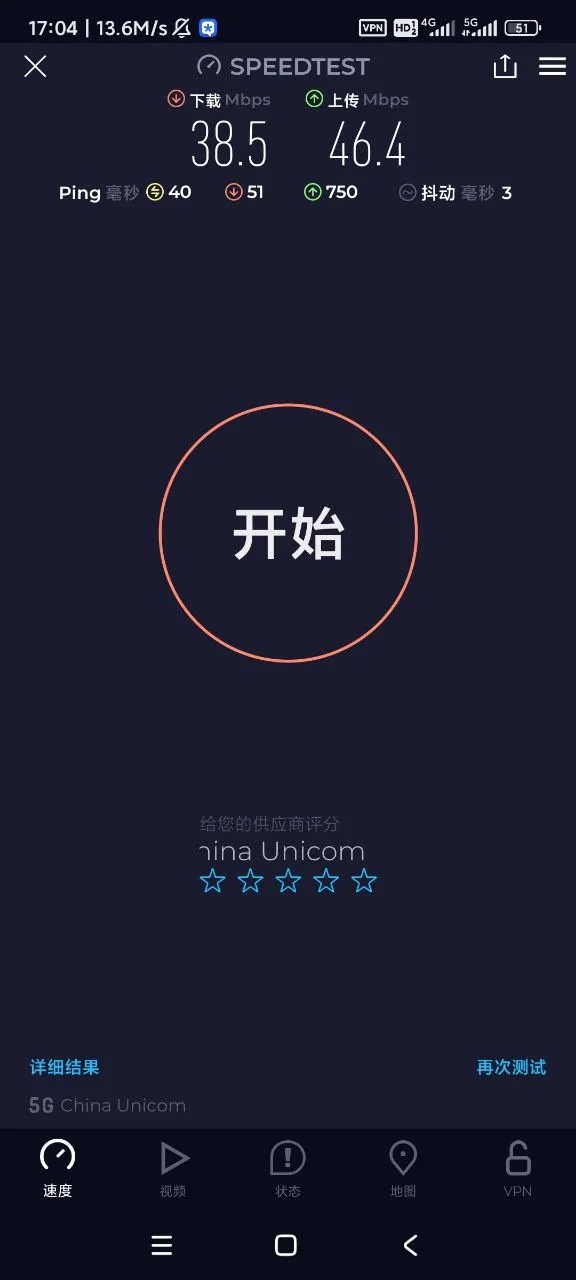 17:04 | 13.6M/s VPN HD 4G 5G 51
SPEEDTEST
下载 Mbps 上传 Mbps
38.5 46.4
Ping 毫秒 40 51 750 抖动 毫秒 3
开始
给您的供应商评分
hina Unicom
详细结果 再次测试
5G China Unicom
速度 视频 状态 地图 VPN